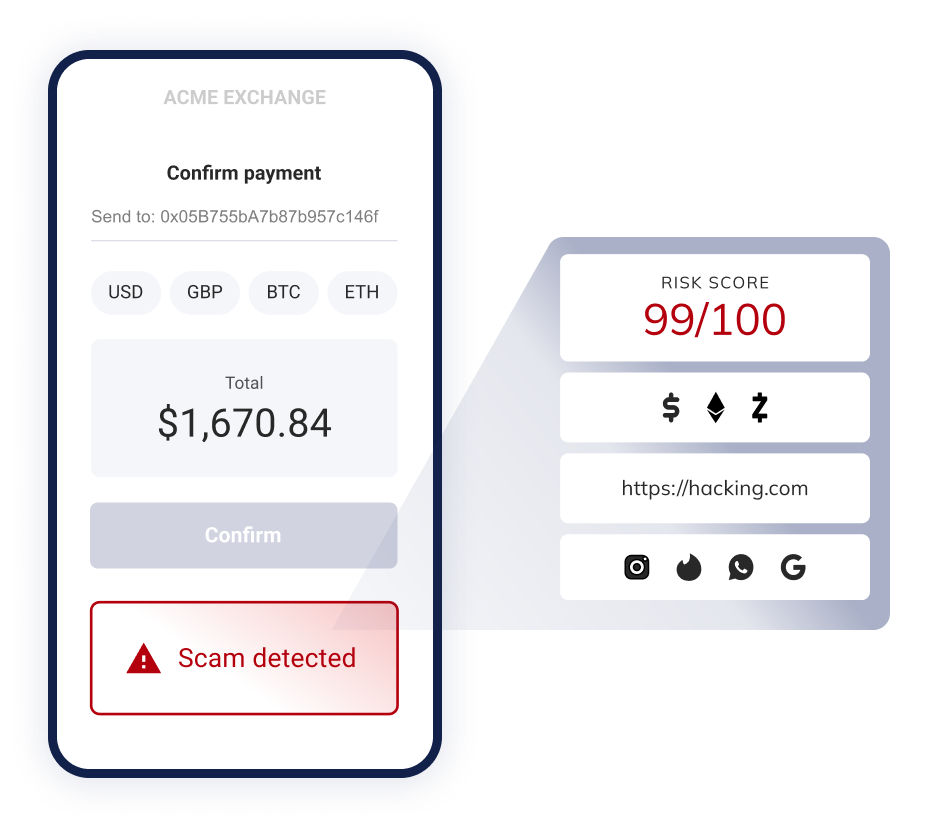 ACME EXCHANGE
Confirm payment
Send to: 0x05B755bA7b87b957c146f
USD GBP BTC ETH
Total
$1,670.84
Confirm
Scam detected
RISK SCORE
99/100
https://hacking.com